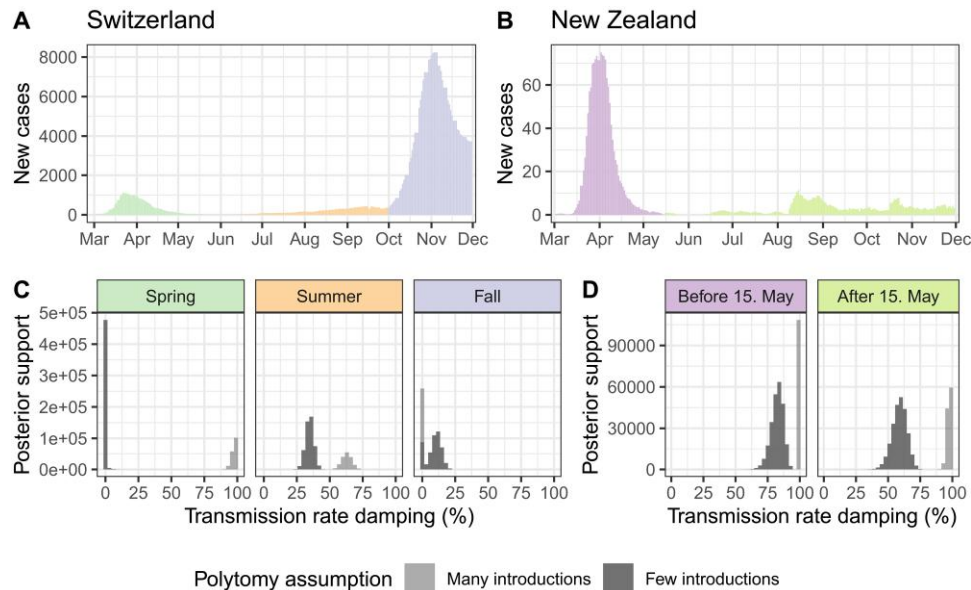 A Switzerland
B New Zealand
New cases
8000
6000
4000
2000
0
Mar Apr May Jun Jul Aug Sep Oct Nov Dec
New cases
60
40
20
0
Mar Apr May Jun Jul Aug Sep Oct Nov Dec
C
Spring Summer Fall
Posterior support
5e+05
4e+05
3e+05
2e+05
1e+05
0e+00
0 25 50 75 100 0 25 50 75 100 0 25 50 75 100
Transmission rate damping (%)
D
Before 15. May After 15. May
Posterior support
90000
60000
30000
0
0 25 50 75 100 0 25 50 75 100
Transmission rate damping (%)
Polytomy assumption Many introductions Few introductions